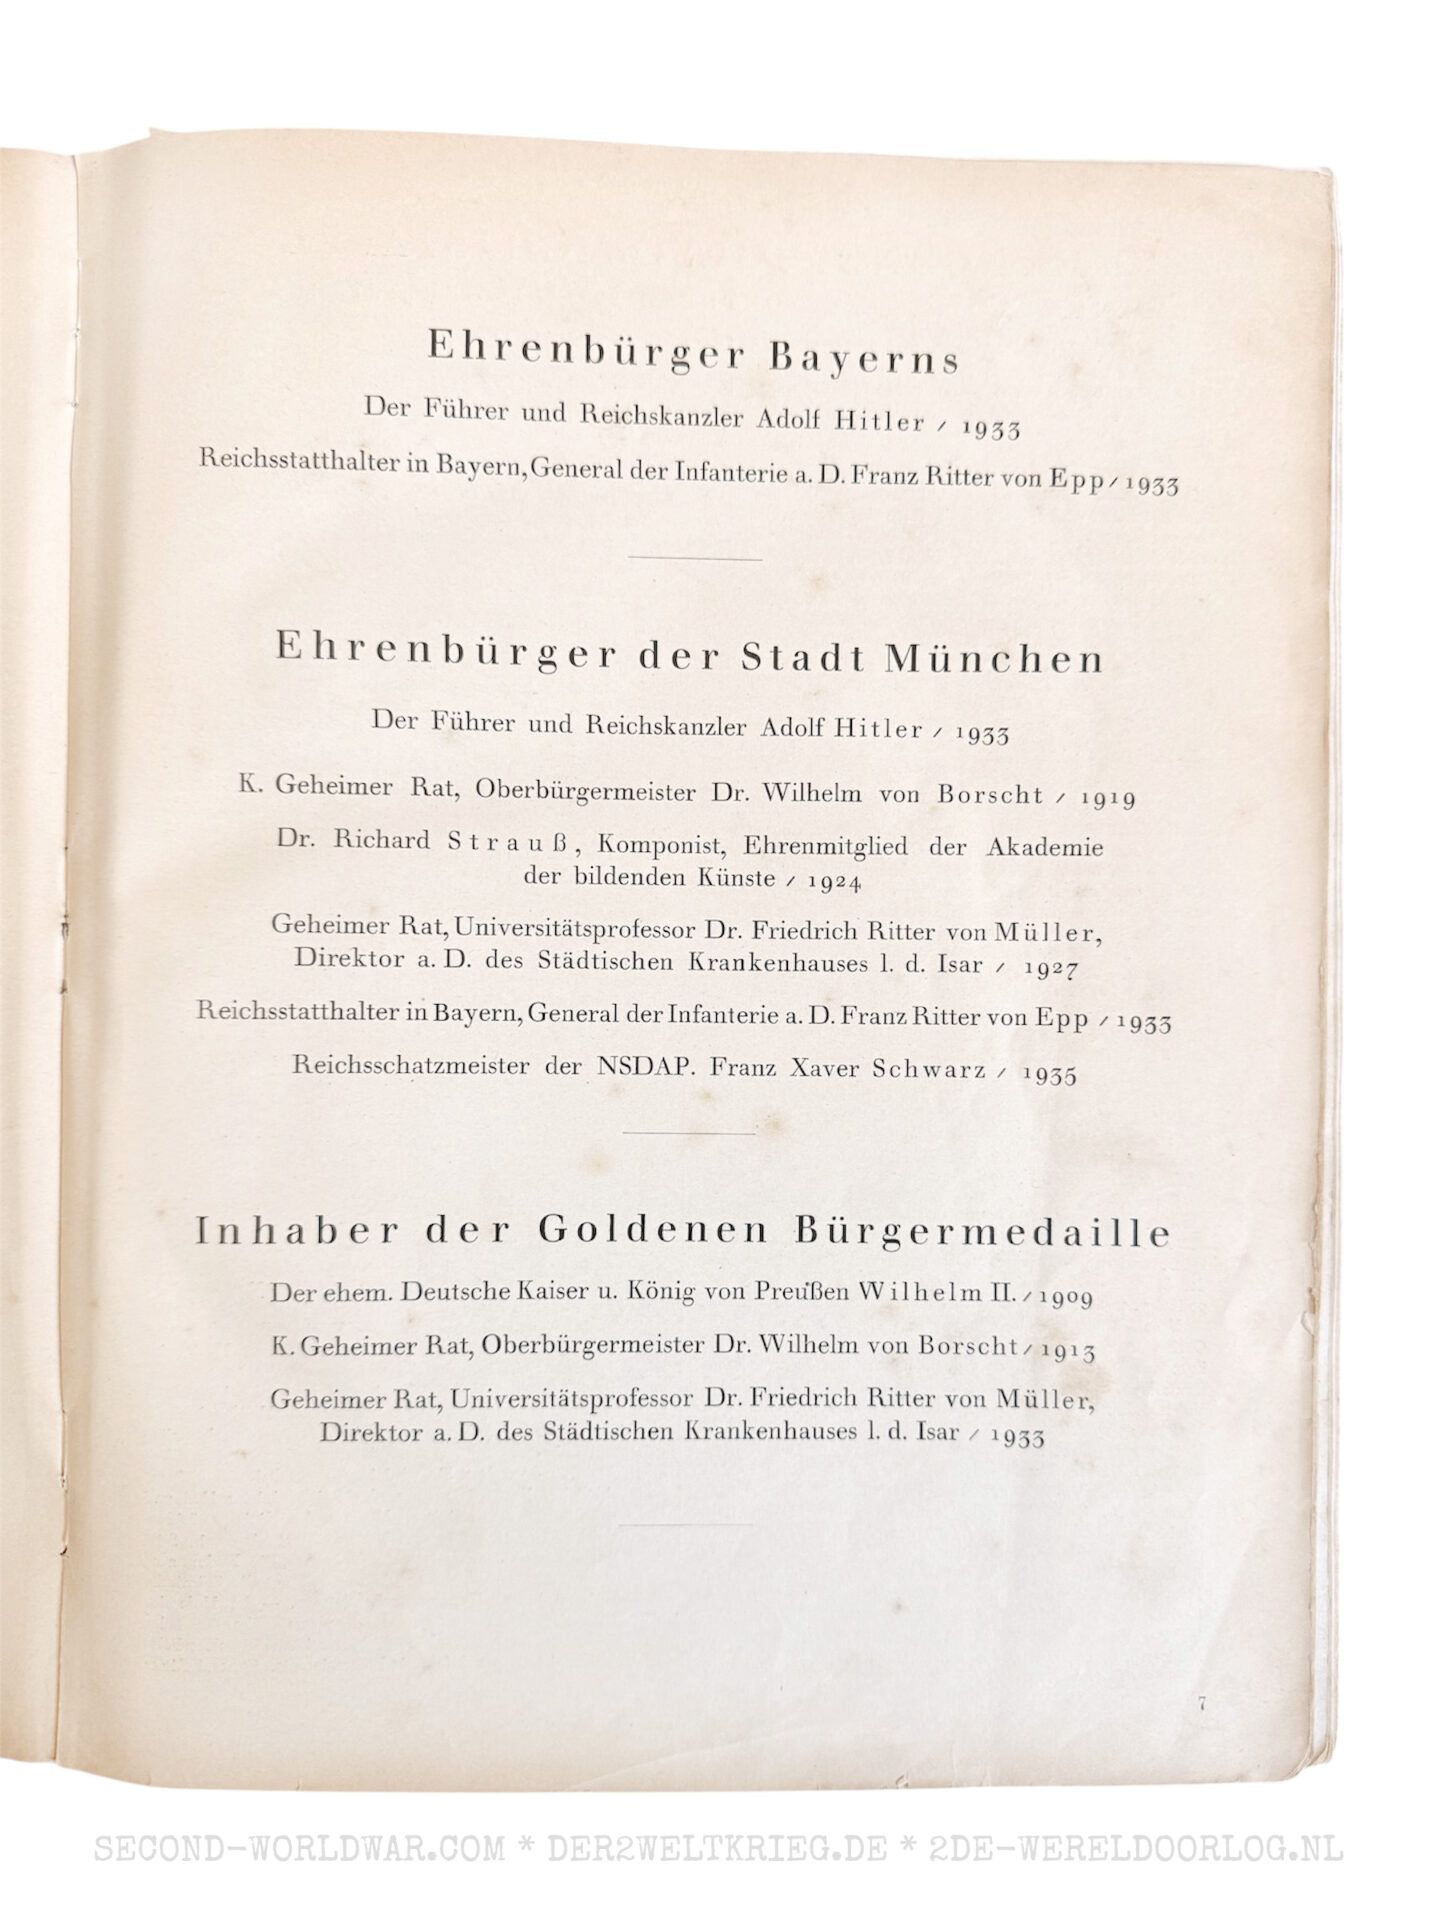 Ehrenbürger Bayerns
Der Führer und Reichskanzler Adolf Hitler / 1933
Reichsstatthalter in Bayern, General der Infanterie a. D. Franz Ritter von Epp / 1933
Ehrenbürger der Stadt München
Der Führer und Reichskanzler Adolf Hitler / 1933
K. Geheimer Rat, Oberbürgermeister Dr. Wilhelm von Borscht / 1919
Dr. Richard Strauß, Komponist, Ehrenmitglied der Akademie
der bildenden Künste / 1924
Geheimer Rat, Universitätsprofessor Dr. Friedrich Ritter von Müller,
Direktor a. D. des Städtischen Krankenhauses l. d. Isar / 1927
Reichsstatthalter in Bayern, General der Infanterie a. D. Franz Ritter von Epp / 1933
Reichsschatzmeister der NSDAP. Franz Xaver Schwarz / 1935
Inhaber der Goldenen Bürgermedaille
Der ehem. Deutsche Kaiser u. König von Preußen Wilhelm II. / 1909
K. Geheimer Rat, Oberbürgermeister Dr. Wilhelm von Borscht / 1913
Geheimer Rat, Universitätsprofessor Dr. Friedrich Ritter von Müller,
Direktor a. D. des Städtischen Krankenhauses l. d. Isar / 1933
7
SECOND-WORLDWAR.COM * DER2WELTKRIEG.DE * 2DE-WERELDOORLOG.NL